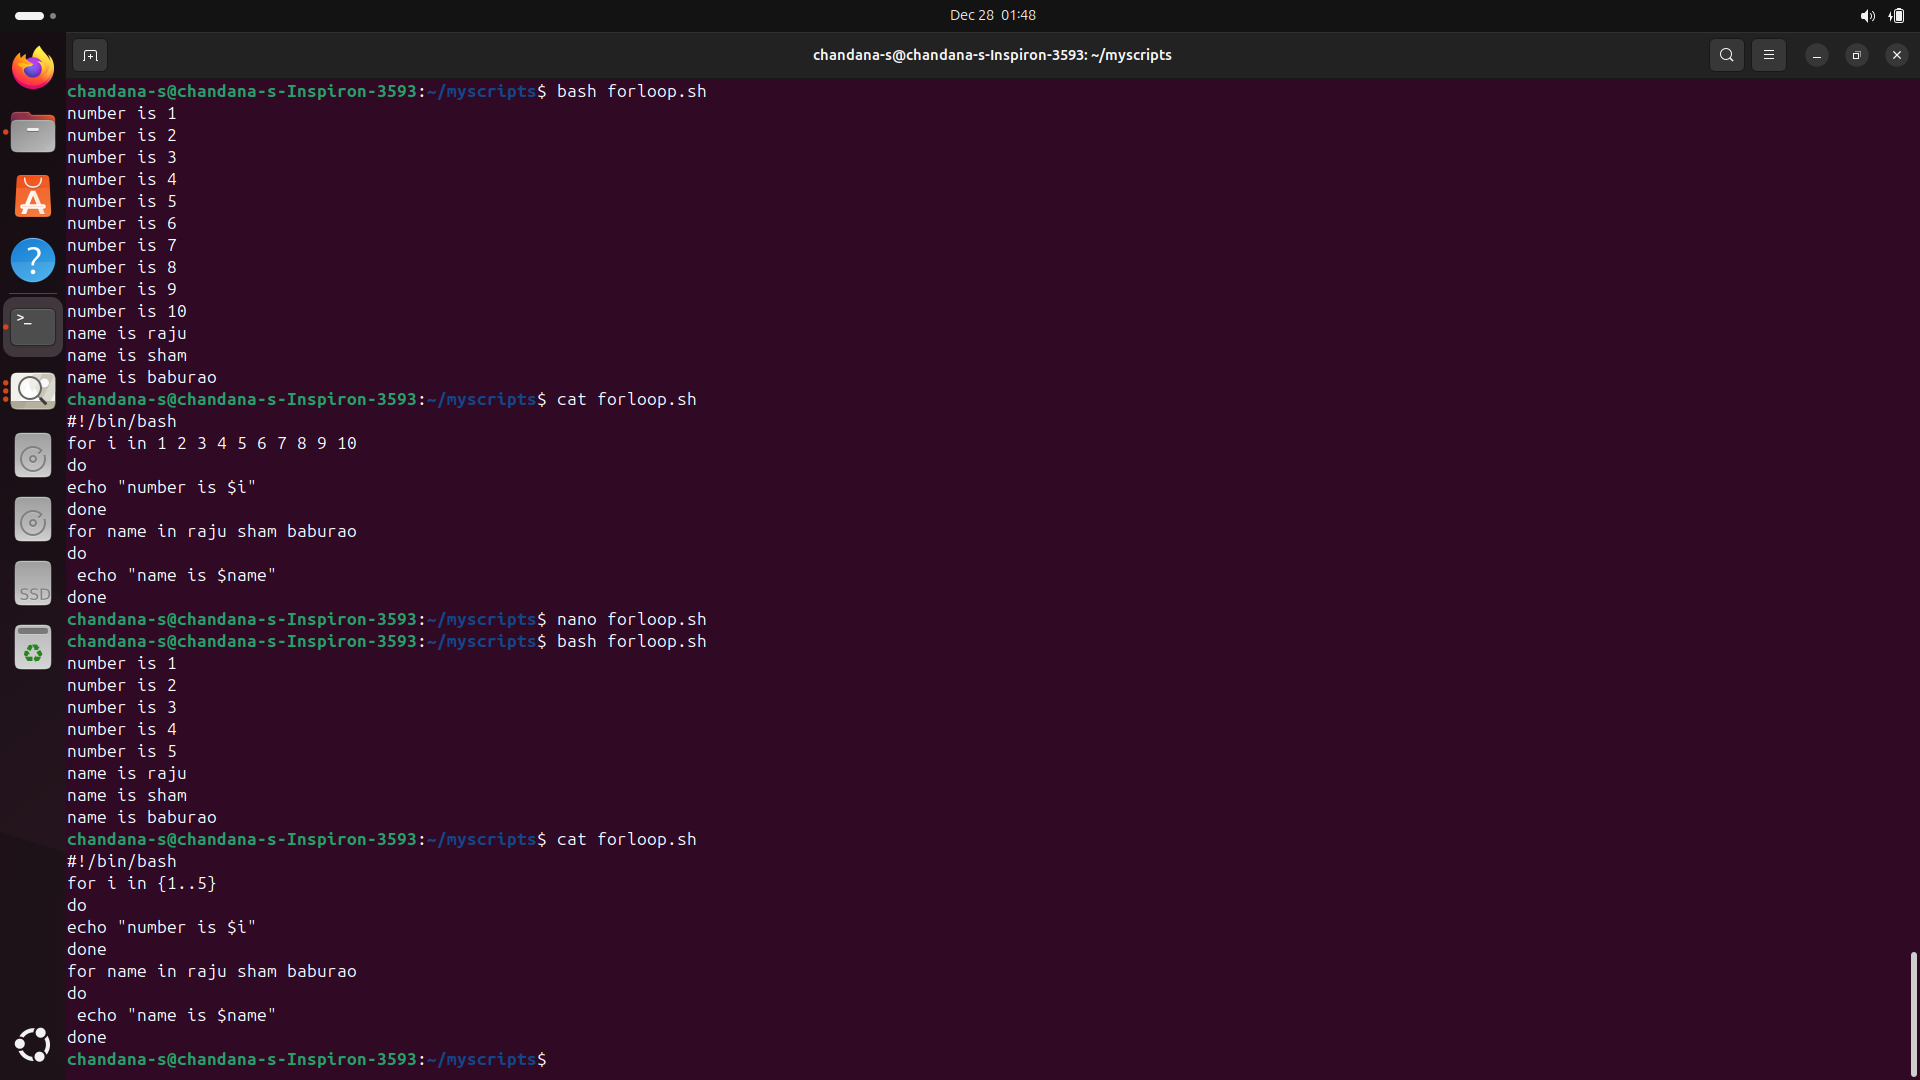 Dec 28 01:48
chandana-s@chandana-s-Inspiron-3593: ~/myscripts
chandana-s@chandana-s-Inspiron-3593:~/myscripts$ bash forloop.sh
number is 1
number is 2
number is 3
number is 4
number is 5
number is 6
number is 7
number is 8
number is 9
number is 10
name is raju
name is sham
name is baburao
chandana-s@chandana-s-Inspiron-3593:~/myscripts$ cat forloop.sh
#!/bin/bash
for i in 1 2 3 4 5 6 7 8 9 10
do
echo "number is $i"
done
for name in raju sham baburao
do
 echo "name is $name"
done
chandana-s@chandana-s-Inspiron-3593:~/myscripts$ nano forloop.sh
chandana-s@chandana-s-Inspiron-3593:~/myscripts$ bash forloop.sh
number is 1
number is 2
number is 3
number is 4
number is 5
name is raju
name is sham
name is baburao
chandana-s@chandana-s-Inspiron-3593:~/myscripts$ cat forloop.sh
#!/bin/bash
for i in {1..5}
do
echo "number is $i"
done
for name in raju sham baburao
do
 echo "name is $name"
done
chandana-s@chandana-s-Inspiron-3593:~/myscripts$
SSD